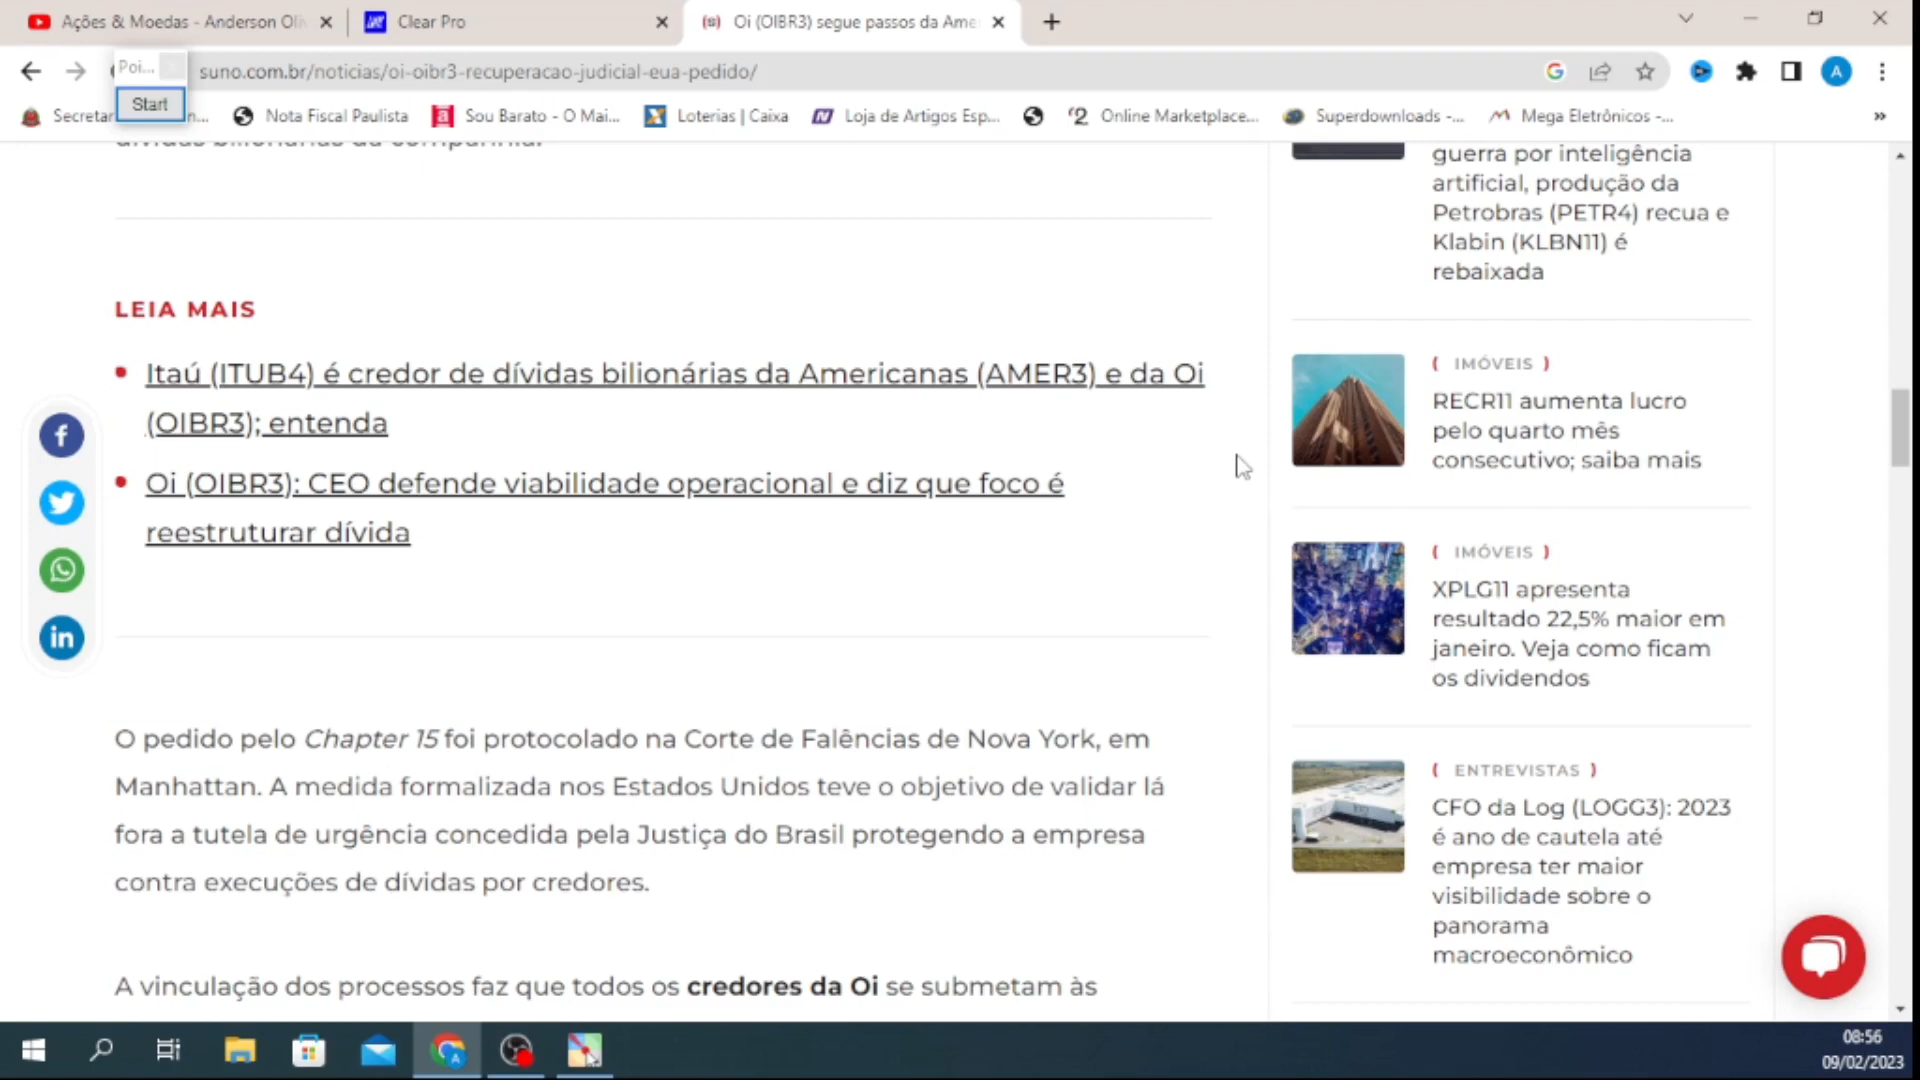 Ações & Moedas - Anderson Oli
Clear Pro
Oi (OIBR3) segue passos da Ame
Poi...
Start
suno.com.br/noticias/oi-oibr3-recuperacao-judicial-eua-pedido/
A
Secretar
n...
Nota Fiscal Paulista
Sou Barato - O Mai...
Loterias | Caixa
Loja de Artigos Esp...
Online Marketplace...
Superdownloads -...
Mega Eletrônicos -...
»
dívidas bilionárias da companhia.
LEIA MAIS
• Itaú (ITUB4) é credor de dívidas bilionárias da Americanas (AMER3) e da Oi
(OIBR3); entenda
• Oi (OIBR3): CEO defende viabilidade operacional e diz que foco é
reestruturar dívida
O pedido pelo Chapter 15 foi protocolado na Corte de Falências de Nova York, em
Manhattan. A medida formalizada nos Estados Unidos teve o objetivo de validar lá
fora a tutela de urgência concedida pela Justiça do Brasil protegendo a empresa
contra execuções de dívidas por credores.
A vinculação dos processos faz que todos os credores da Oi se submetam às
guerra por inteligência
artificial, produção da
Petrobras (PETR4) recua e
Klabin (KLBN11) é
rebaixada
( IMÓVEIS )
RECR11 aumenta lucro
pelo quarto mês
consecutivo; saiba mais
( IMÓVEIS )
XPLG11 apresenta
resultado 22,5% maior em
janeiro. Veja como ficam
os dividendos
( ENTREVISTAS )
CFO da Log (LOGG3): 2023
é ano de cautela até
empresa ter maior
visibilidade sobre o
panorama
macroeconômico
08:56
09/02/2023